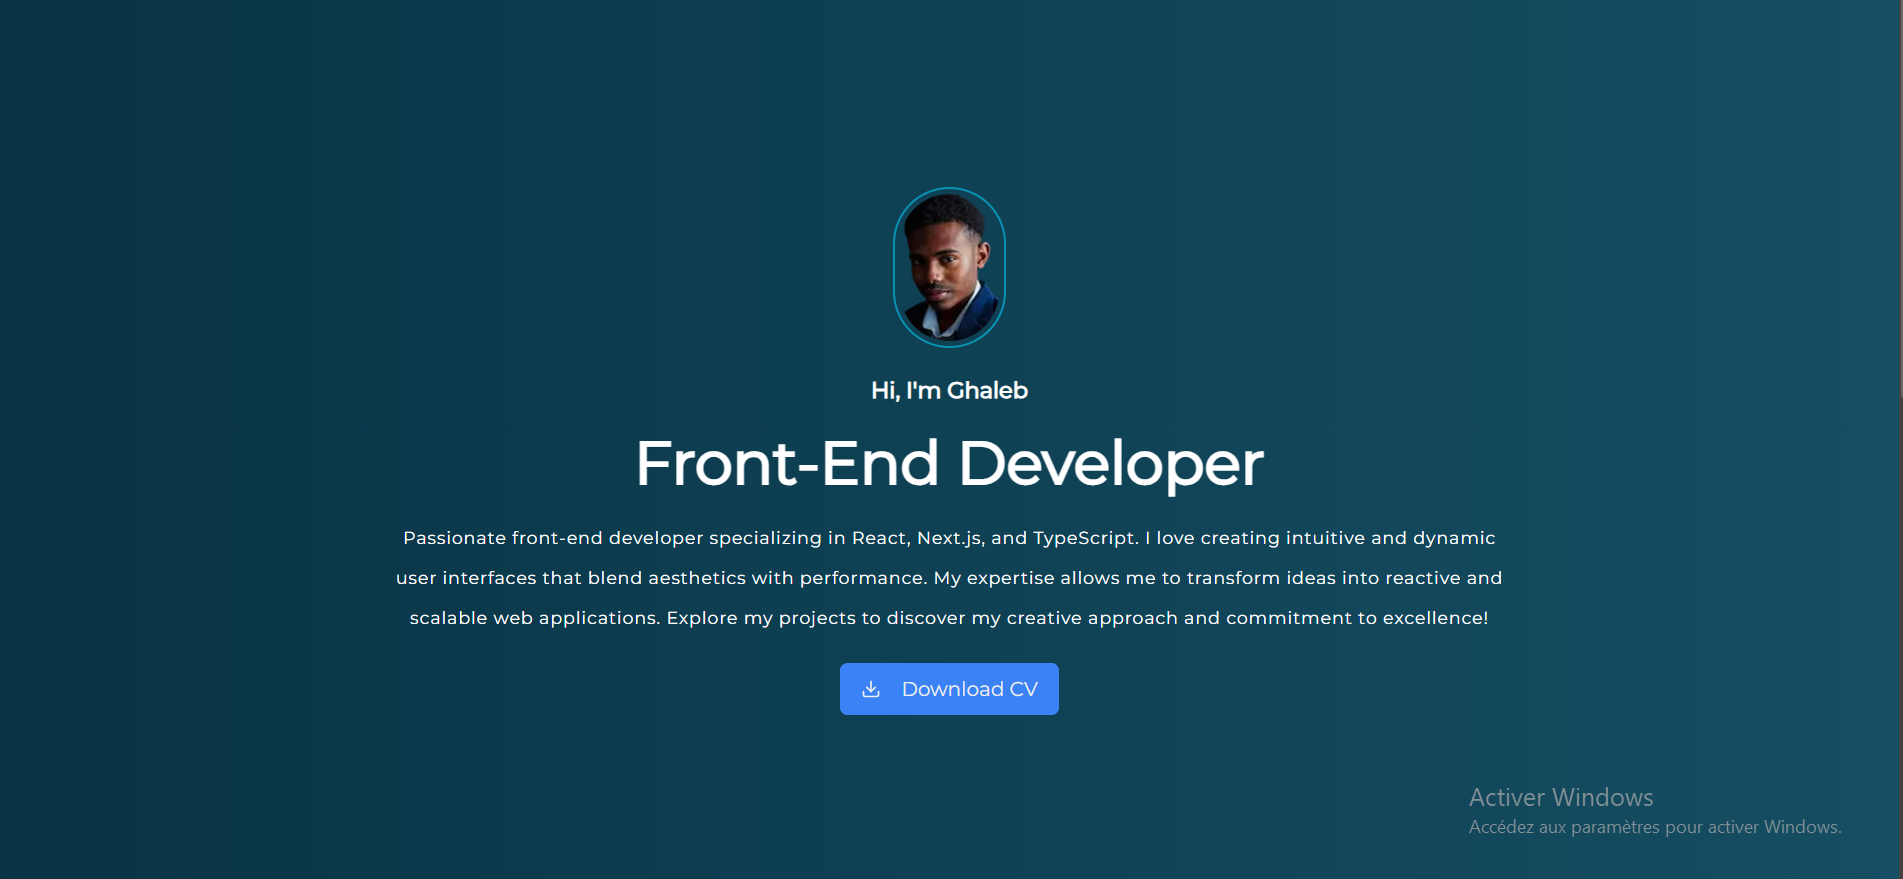 Hi, I'm Ghaleb
Front-End Developer
Passionate front-end developer specializing in React, Next.js, and TypeScript. I love creating intuitive and dynamic
user interfaces that blend aesthetics with performance. My expertise allows me to transform ideas into reactive and
scalable web applications. Explore my projects to discover my creative approach and commitment to excellence!
Download CV
Activer Windows
Accédez aux paramètres pour activer Windows.